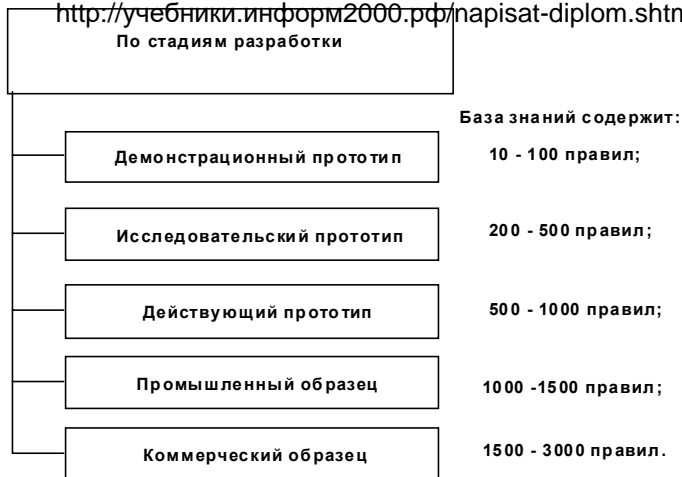 http://учебники.информ2000.рф/napisat-diplom.shtm
По стадиям разработки
База знаний содержит:
Демонстрационный прототип 10 - 100 правил;
Исследовательский прототип 200 - 500 правил;
Действующий прототип 500 - 1000 правил;
Промышленный образец 1000 -1500 правил;
Коммерческий образец 1500 - 3000 правил.